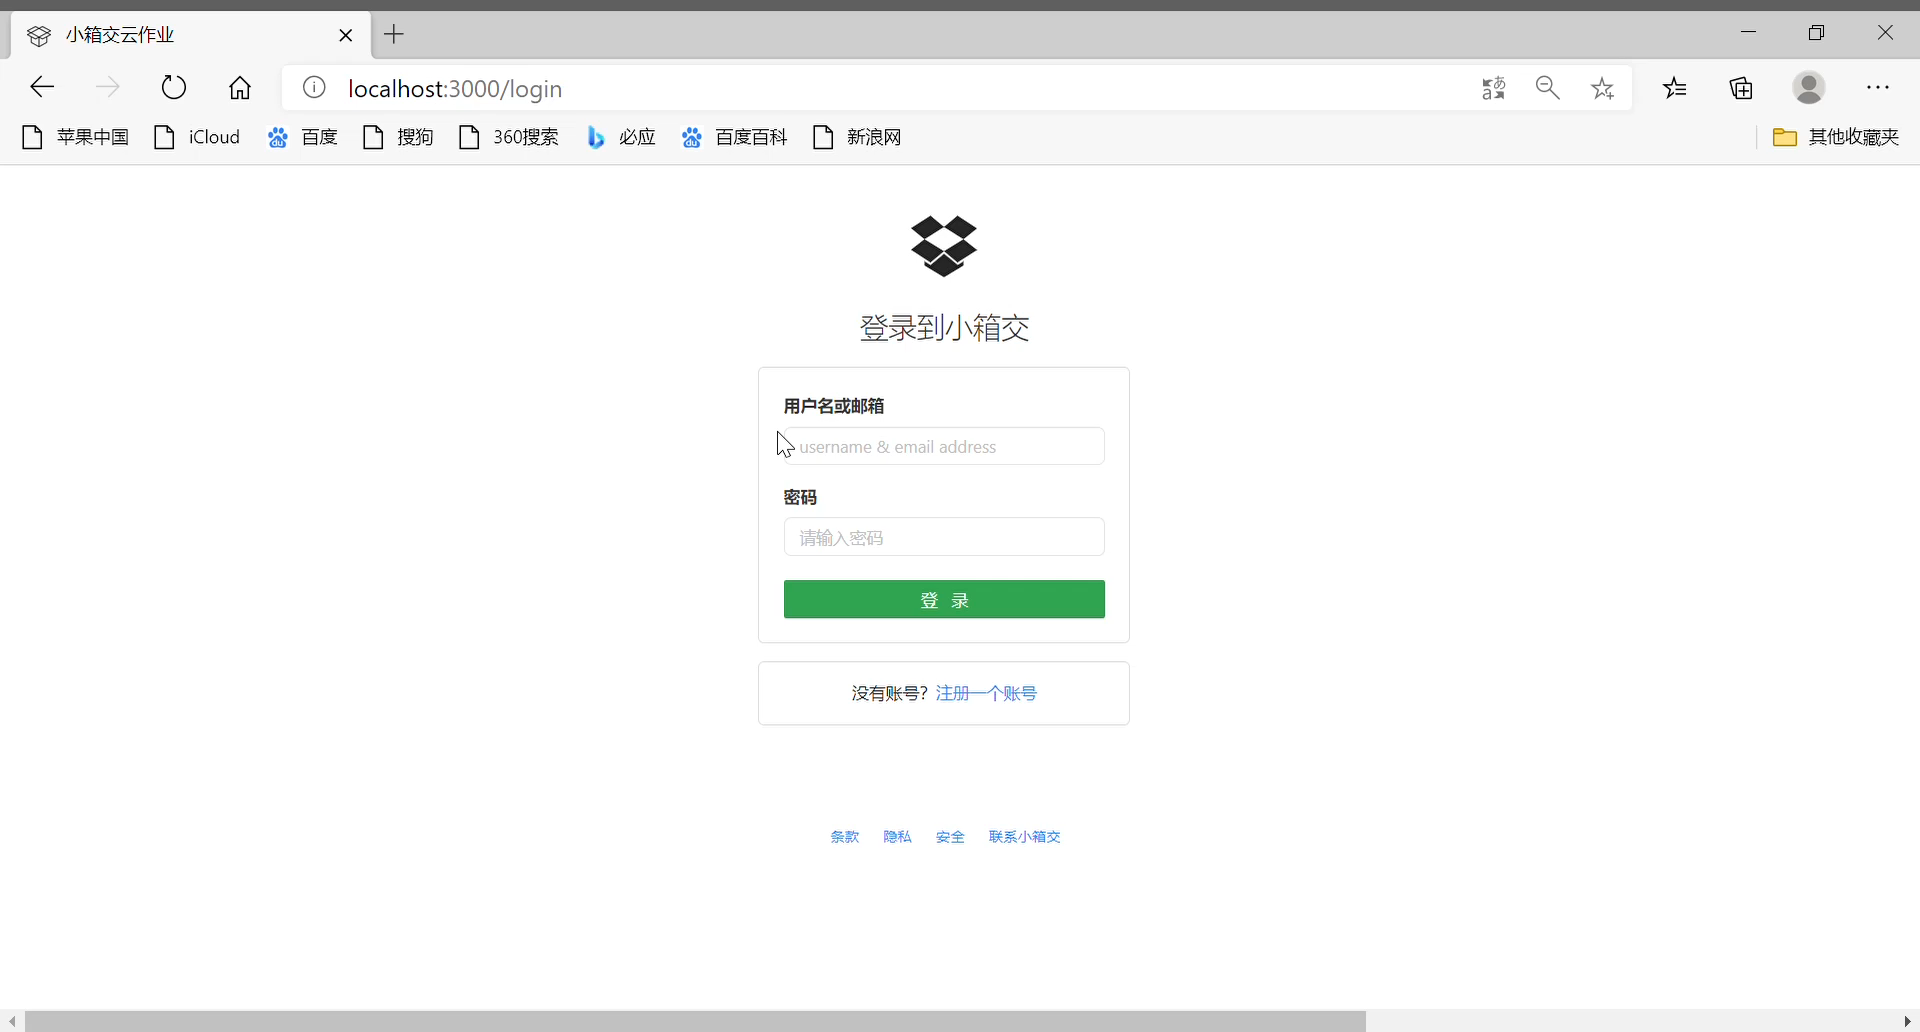 小箱交云作业
localhost:3000/login
苹果中国 iCloud 百度 搜狗 360搜索 必应 百度百科 新浪网 其他收藏夹
登录到小箱交
用户名或邮箱
username & email address
密码
请输入密码
登 录
没有账号? 注册一个账号
条款 隐私 安全 联系小箱交